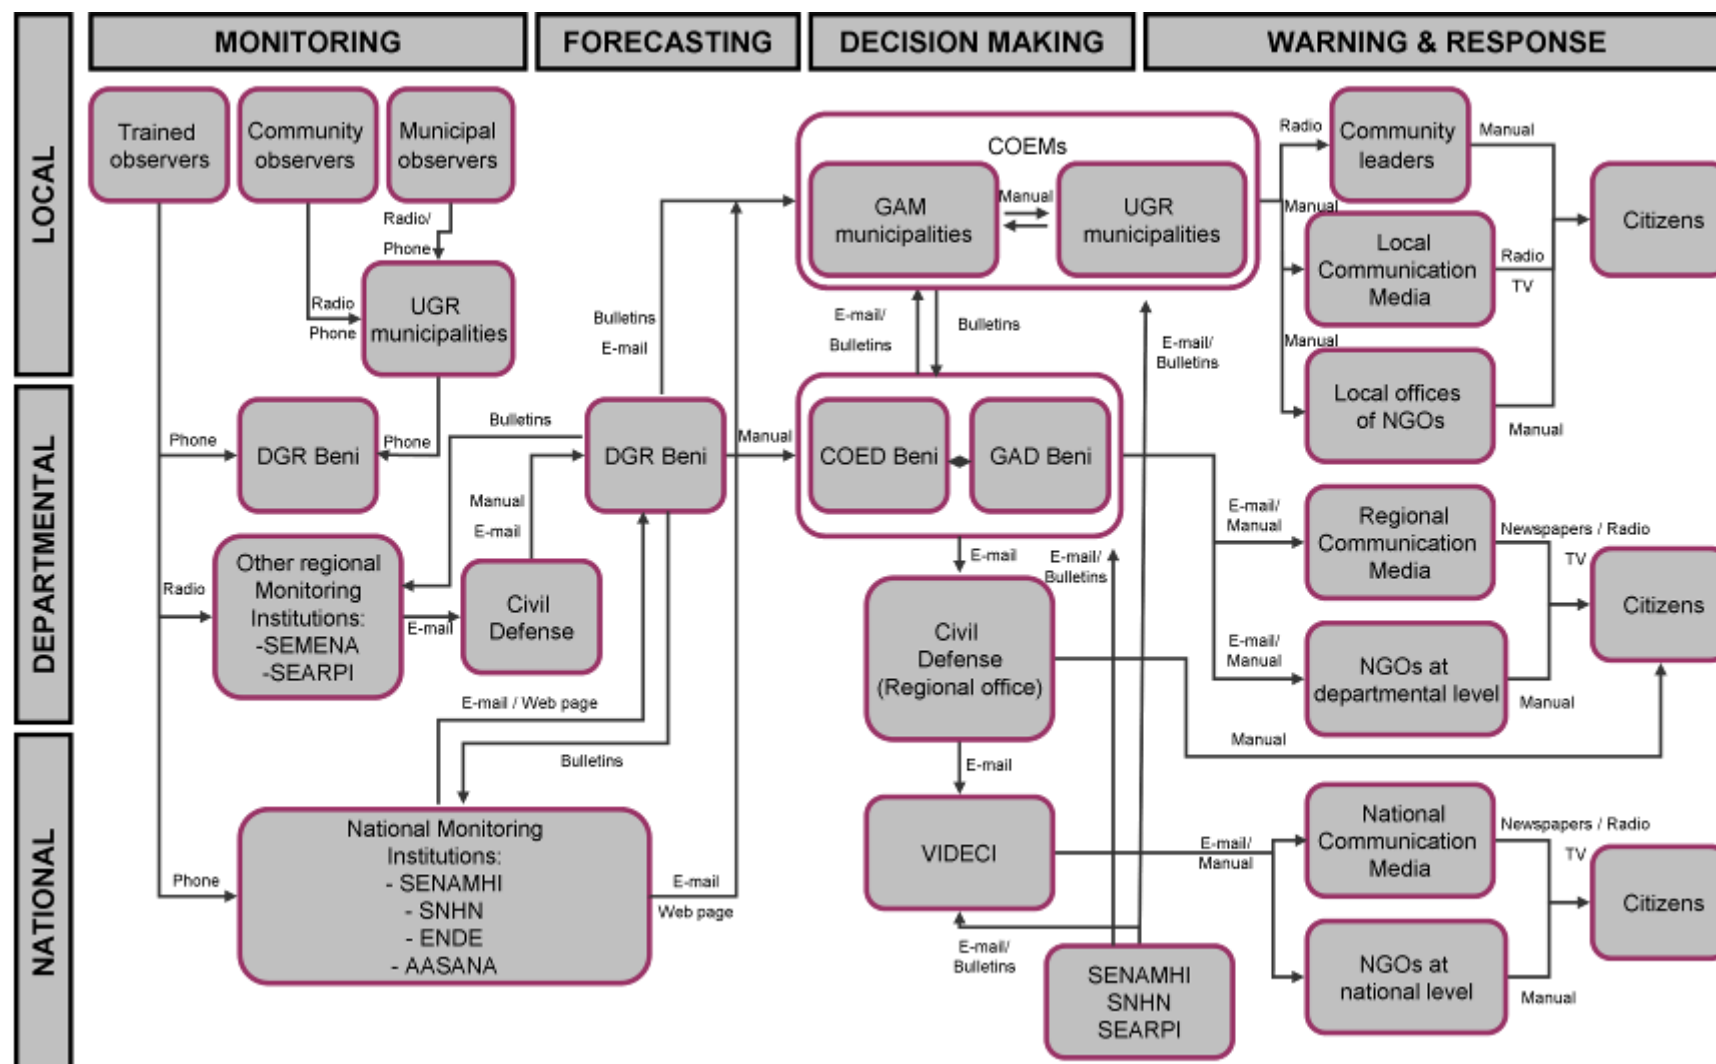 MONITORING
FORECASTING
DECISION MAKING
WARNING & RESPONSE
LOCAL
DEPARTMENTAL
NATIONAL
Trained
observers
Community
observers
Municipal
observers
Radio/
Phone
Radio
Phone
UGR
municipalities
Phone
DGR Beni
Phone
Bulletins
Radio
Other regional
Monitoring
Institutions:
-SEMENA
-SEARPI
E-mail
Civil
Defense
Manual
E-mail
E-mail / Web page
Bulletins
Phone
National Monitoring
Institutions:
- SENAMHI
- SNHN
- ENDE
- AASANA
E-mail
Web page
DGR Beni
Bulletins
E-mail
Manual
COEMs
GAM
municipalities
Manual
UGR
municipalities
E-mail/
Bulletins
Bulletins
E-mail/
Bulletins
COED Beni
GAD Beni
E-mail
E-mail/
Bulletins
Civil
Defense
(Regional office)
E-mail
VIDECI
E-mail/
Bulletins
SENAMHI
SNHN
SEARPI
Radio
Community
leaders
Manual
Manual
Local
Communication
Media
Radio
TV
Manual
Local offices
of NGOs
Manual
Citizens
E-mail/
Manual
Regional
Communication
Media
Newspapers / Radio
TV
E-mail/
Manual
NGOs at
departmental level
Manual
Citizens
Manual
E-mail/
Manual
National
Communication
Media
Newspapers / Radio
TV
NGOs at
national level
Manual
Citizens